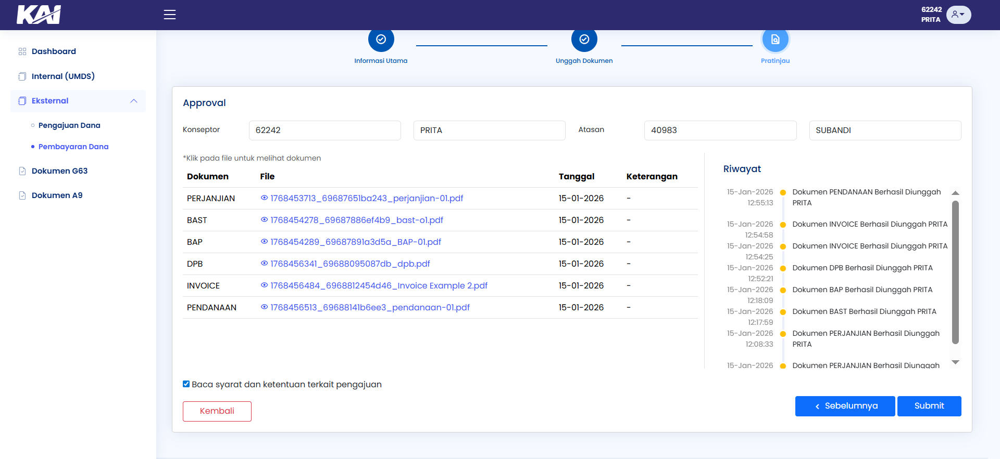 KAI
62242
PRITA
Dashboard
Internal (UMDS)
Eksternal
Pengajuan Dana
Pembayaran Dana
Dokumen G63
Dokumen A9
Informasi Utama
Unggah Dokumen
Pratinjau
Approval
Konseptor 62242 PRITA Atasan 40983 SUBANDI
*Klik pada file untuk melihat dokumen
Dokumen File Tanggal Keterangan
PERJANJIAN 1768453713_69687651ba243_perjanjian-01.pdf 15-01-2026 -
BAST 1768454278_69687886ef4b9_bast-o1.pdf 15-01-2026 -
BAP 1768454289_69687891a3d5a_BAP-01.pdf 15-01-2026 -
DPB 1768456341_69688095087db_dpb.pdf 15-01-2026 -
INVOICE 1768456484_6968812454d46_Invoice Example 2.pdf 15-01-2026 -
PENDANAAN 1768456513_69688141b6ee3_pendanaan-01.pdf 15-01-2026 -
Riwayat
15-Jan-2026 Dokumen PENDANAAN Berhasil Diunggah
12:55:13 PRITA
15-Jan-2026 Dokumen INVOICE Berhasil Diunggah PRITA
12:54:58
15-Jan-2026 Dokumen INVOICE Berhasil Diunggah PRITA
12:54:25
15-Jan-2026 Dokumen DPB Berhasil Diunggah PRITA
12:52:21
15-Jan-2026 Dokumen BAP Berhasil Diunggah PRITA
12:18:09
15-Jan-2026 Dokumen BAST Berhasil Diunggah PRITA
12:17:59
15-Jan-2026 Dokumen PERJANJIAN Berhasil Diunggah
12:08:33 PRITA
15-Jan-2026 Dokumen PERJANJIAN Berhasil Diunggah
Baca syarat dan ketentuan terkait pengajuan
Kembali
Sebelumnya
Submit